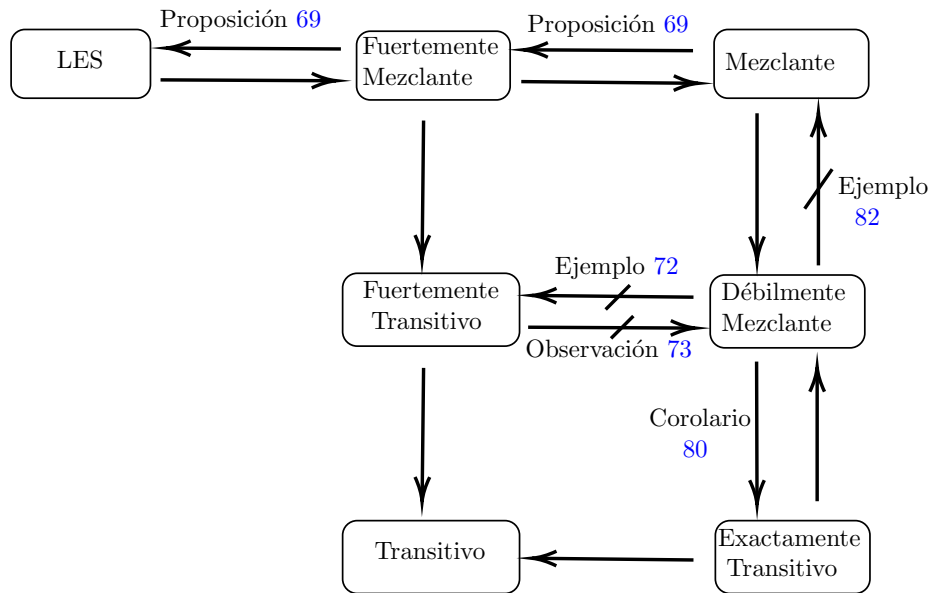 Proposición 69
Proposición 69
LES
Fuertemente
Mezclante
Mezclante
Ejemplo
82
Ejemplo 72
Fuertemente
Transitivo
Débilmente
Mezclante
Observación 73
Corolario
80
Transitivo
Exactamente
Transitivo